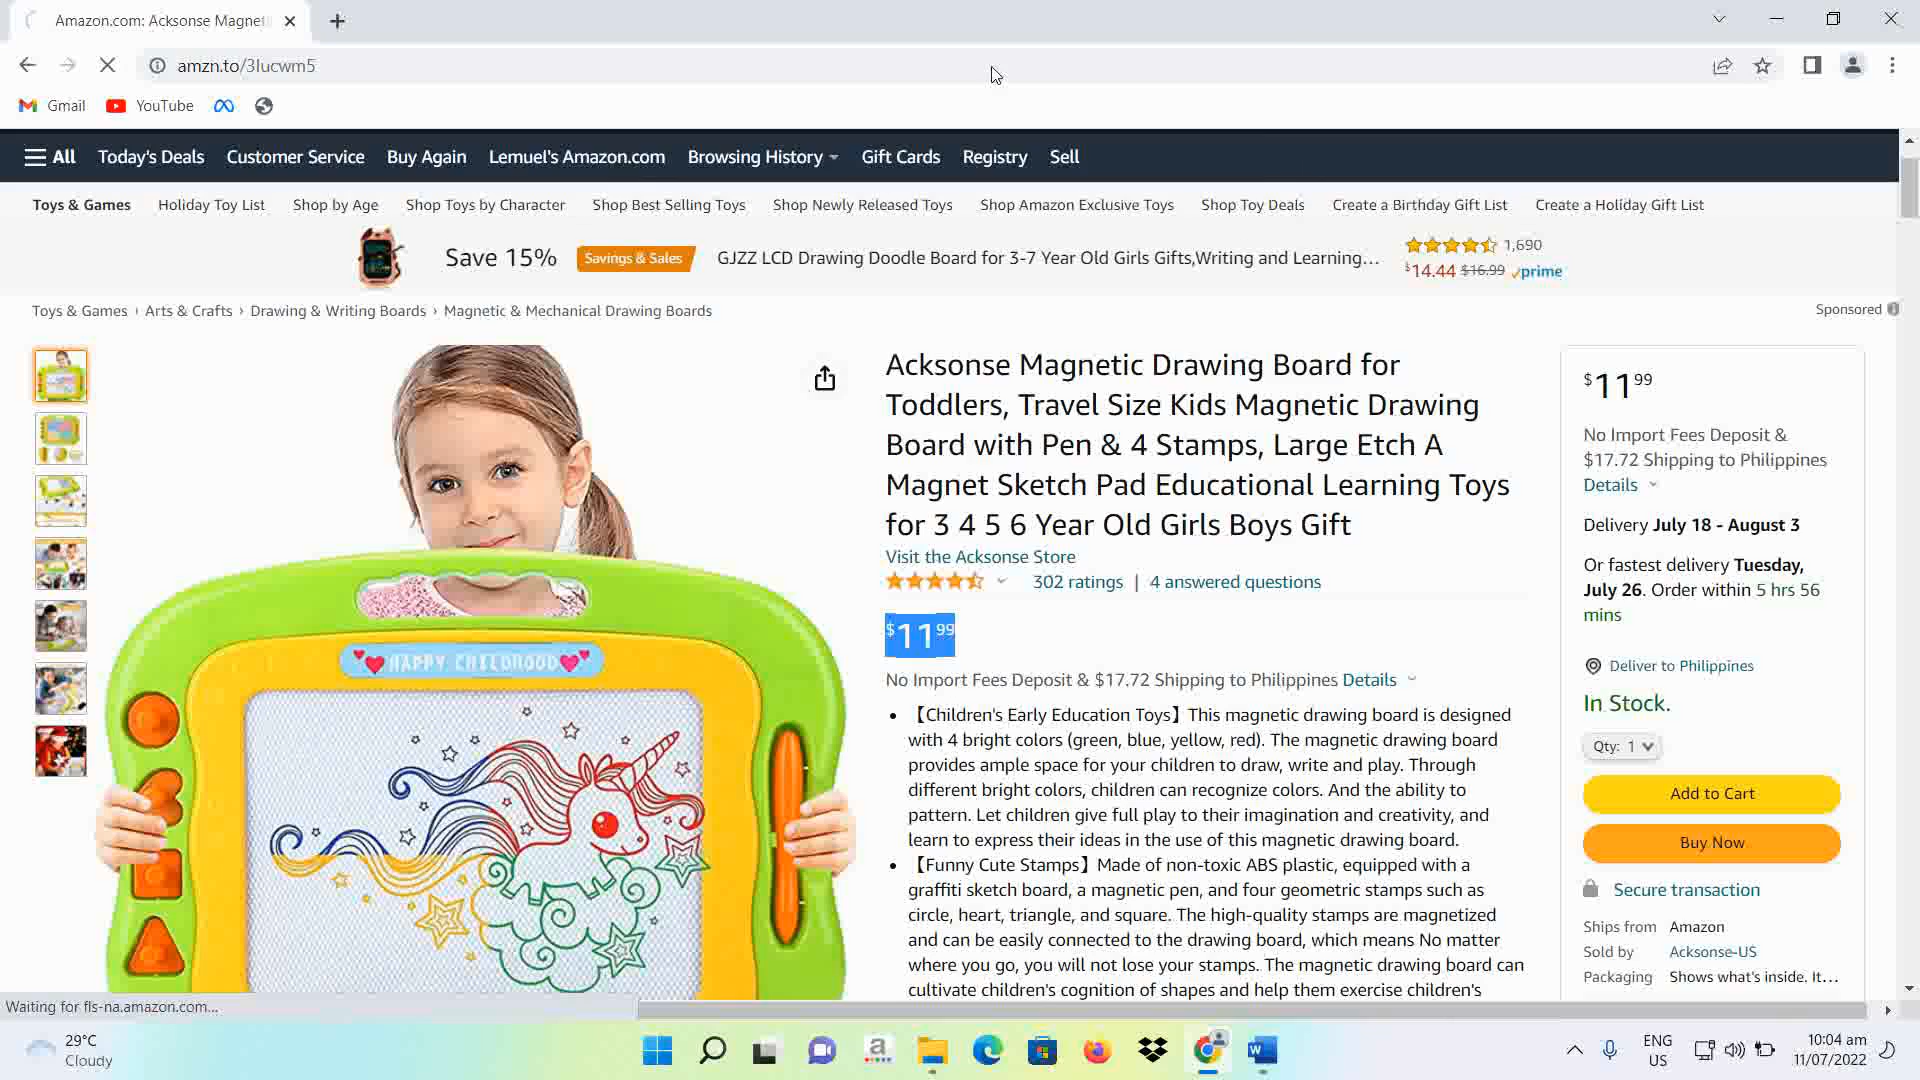 Amazon.com: Acksonse Magnet
amzn.to/3Iucwm5
Gmail
YouTube
All
Today's Deals
Customer Service
Buy Again
Lemuel's Amazon.com
Browsing History
Gift Cards
Registry
Sell
Toys & Games
Holiday Toy List
Shop by Age
Shop Toys by Character
Shop Best Selling Toys
Shop Newly Released Toys
Shop Amazon Exclusive Toys
Shop Toy Deals
Create a Birthday Gift List
Create a Holiday Gift List
Save 15%
Savings & Sales
GJZZ LCD Drawing Doodle Board for 3-7 Year Old Girls Gifts,Writing and Learning...
1,690
$14.44 $16.99 prime
Toys & Games › Arts & Crafts › Drawing & Writing Boards › Magnetic & Mechanical Drawing Boards
Sponsored
HAPPY CHILDHOOD
Acksonse Magnetic Drawing Board for
Toddlers, Travel Size Kids Magnetic Drawing
Board with Pen & 4 Stamps, Large Etch A
Magnet Sketch Pad Educational Learning Toys
for 3 4 5 6 Year Old Girls Boys Gift
Visit the Acksonse Store
302 ratings | 4 answered questions
$11 99
No Import Fees Deposit & $17.72 Shipping to Philippines Details
• 【Children's Early Education Toys】This magnetic drawing board is designed
with 4 bright colors (green, blue, yellow, red). The magnetic drawing board
provides ample space for your children to draw, write and play. Through
different bright colors, children can recognize colors. And the ability to
pattern. Let children give full play to their imagination and creativity, and
learn to express their ideas in the use of this magnetic drawing board.
• 【Funny Cute Stamps】Made of non-toxic ABS plastic, equipped with a
graffiti sketch board, a magnetic pen, and four geometric stamps such as
circle, heart, triangle, and square. The high-quality stamps are magnetized
and can be easily connected to the drawing board, which means No matter
where you go, you will not lose your stamps. The magnetic drawing board can
cultivate children's cognition of shapes and help them exercise children's
$11 99
No Import Fees Deposit &
$17.72 Shipping to Philippines
Details
Delivery July 18 - August 3
Or fastest delivery Tuesday,
July 26. Order within 5 hrs 56
mins
Deliver to Philippines
In Stock.
Qty: 1
Add to Cart
Buy Now
Secure transaction
Ships from Amazon
Sold by Acksonse-US
Packaging Shows what's inside. It...
Waiting for fls-na.amazon.com...
29°C
Cloudy
ENG
US
10:04 am
11/07/2022